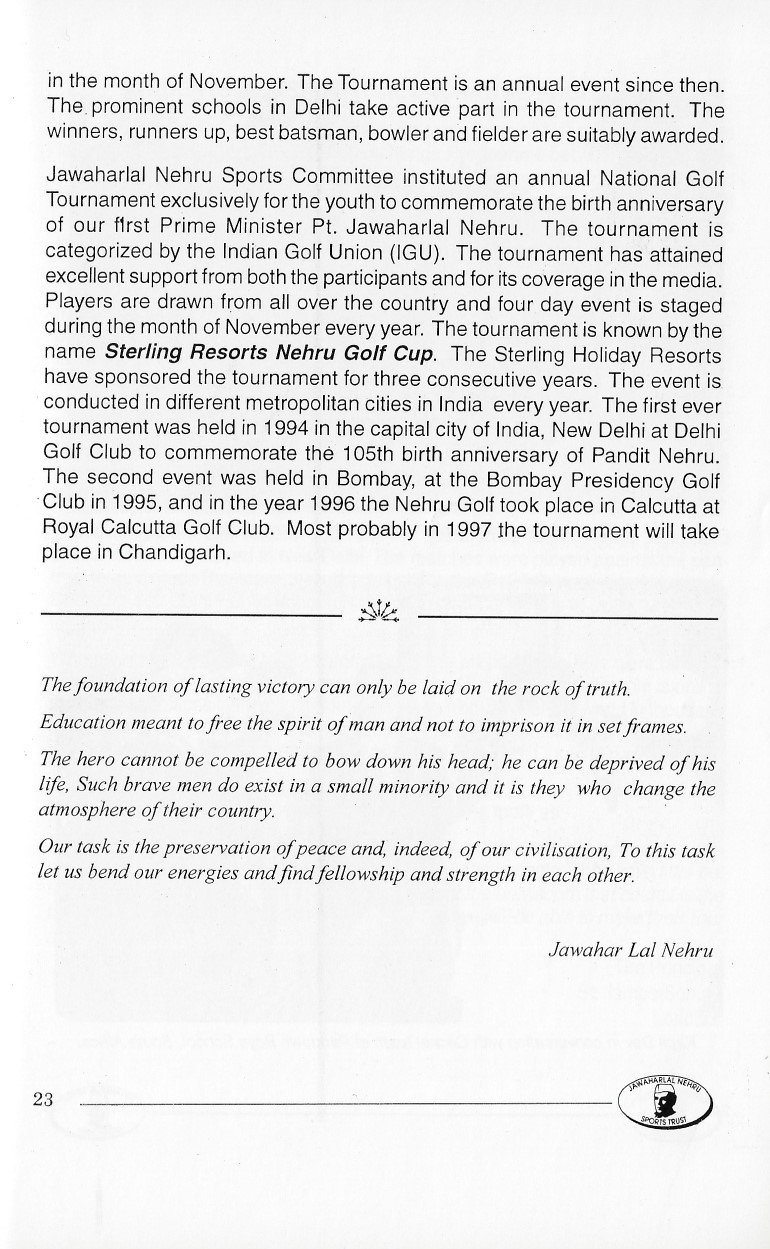 in the month of November. The Tournament is an annual event since then.
The prominent schools in Delhi take active part in the tournament. The
winners, runners up, best batsman, bowler and fielder are suitably awarded.
Jawaharlal Nehru Sports Committee instituted an annual National Golf
Tournament exclusively for the youth to commemorate the birth anniversary
of our first Prime Minister Pt. Jawaharlal Nehru. The tournament is
categorized by the Indian Golf Union (IGU). The tournament has attained
excellent support from both the participants and for its coverage in the media.
Players are drawn from all over the country and four day event is staged
during the month of November every year. The tournament is known by the
name Sterling Resorts Nehru Golf Cup. The Sterling Holiday Resorts
have sponsored the tournament for three consecutive years. The event is
conducted in different metropolitan cities in India every year. The first ever
tournament was held in 1994 in the capital city of India, New Delhi at Delhi
Golf Club to commemorate the 105th birth anniversary of Pandit Nehru.
The second event was held in Bombay, at the Bombay Presidency Golf
Club in 1995, and in the year 1996 the Nehru Golf took place in Calcutta at
Royal Calcutta Golf Club. Most probably in 1997 the tournament will take
place in Chandigarh.
The foundation of lasting victory can only be laid on the rock of truth.
Education meant to free the spirit of man and not to imprison it in set frames.
The hero cannot be compelled to bow down his head; he can be deprived of his
life, Such brave men do exist in a small minority and it is they who change the
atmosphere of their country.
Our task is the preservation of peace and, indeed, of our civilisation, To this task
let us bend our energies and find fellowship and strength in each other.
Jawahar Lal Nehru
23
JAWAHARLAL NEHRU
SPORTS TRUST